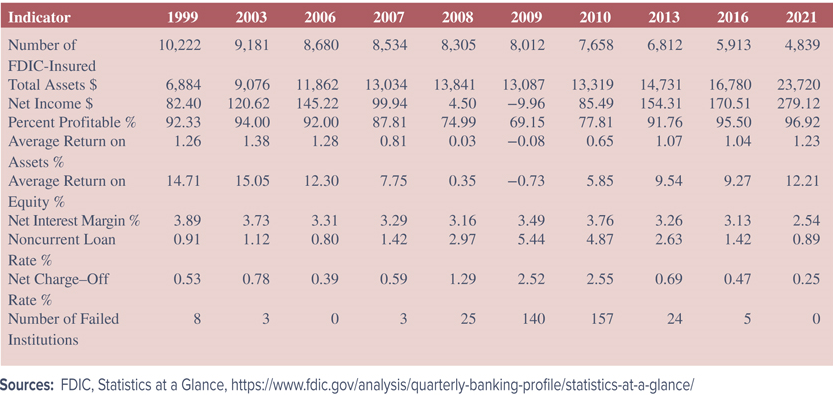 Indicator 1999 2003 2006 2007 2008 2009 2010 2013 2016 2021
Number of 10,222 9,181 8,680 8,534 8,305 8,012 7,658 6,812 5,913 4,839
FDIC-Insured
Total Assets $ 6,884 9,076 11,862 13,034 13,841 13,087 13,319 14,731 16,780 23,720
Net Income $ 82.40 120.62 145.22 99.94 4.50 −9.96 85.49 154.31 170.51 279.12
Percent Profitable % 92.33 94.00 92.00 87.81 74.99 69.15 77.81 91.76 95.50 96.92
Average Return on 1.26 1.38 1.28 0.81 0.03 −0.08 0.65 1.07 1.04 1.23
Assets %
Average Return on 14.71 15.05 12.30 7.75 0.35 −0.73 5.85 9.54 9.27 12.21
Equity %
Net Interest Margin % 3.89 3.73 3.31 3.29 3.16 3.49 3.76 3.26 3.13 2.54
Noncurrent Loan 0.91 1.12 0.80 1.42 2.97 5.44 4.87 2.63 1.42 0.89
Rate %
Net Charge–Off 0.53 0.78 0.39 0.59 1.29 2.52 2.55 0.69 0.47 0.25
Rate %
Number of Failed 8 3 0 3 25 140 157 24 5 0
Institutions
Sources: FDIC, Statistics at a Glance, https://www.fdic.gov/analysis/quarterly-banking-profile/statistics-at-a-glance/